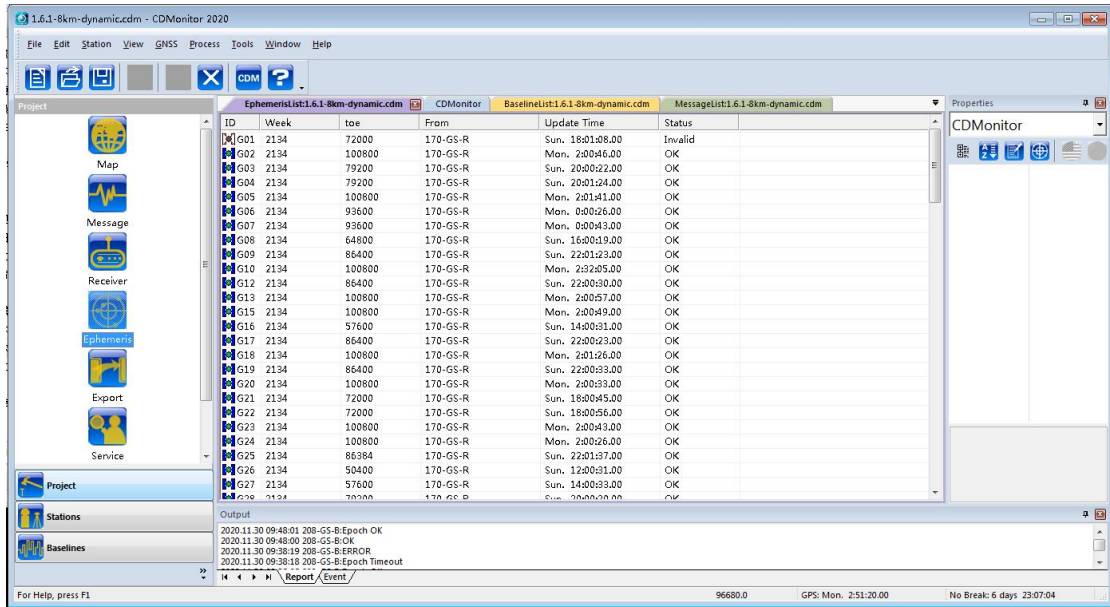 1.6.1-8km-dynamic.cdm - CDMonitor 2020
File Edit Station View GNSS Process Tools Window Help
CDM
Project
Map
Message
Receiver
Ephemeris
Export
Service
Project
Stations
Baselines
EphemerisList:1.6.1-8km-dynamic.cdm CDMonitor BaselineList:1.6.1-8km-dynamic.cdm MessageList:1.6.1-8km-dynamic.cdm
ID Week toe From Update Time Status
G01 2134 72000 170-GS-R Sun. 18:01:08.00 Invalid
G02 2134 100800 170-GS-R Mon. 2:00:46.00 OK
G03 2134 79200 170-GS-R Sun. 20:00:22.00 OK
G04 2134 79200 170-GS-R Sun. 20:01:24.00 OK
G05 2134 100800 170-GS-R Mon. 2:01:41.00 OK
G06 2134 93600 170-GS-R Mon. 0:00:26.00 OK
G07 2134 93600 170-GS-R Mon. 0:00:43.00 OK
G08 2134 64800 170-GS-R Sun. 16:00:19.00 OK
G09 2134 86400 170-GS-R Sun. 22:01:23.00 OK
G10 2134 100800 170-GS-R Mon. 2:32:05.00 OK
G12 2134 86400 170-GS-R Sun. 22:00:30.00 OK
G13 2134 100800 170-GS-R Mon. 2:00:57.00 OK
G15 2134 100800 170-GS-R Mon. 2:00:49.00 OK
G16 2134 57600 170-GS-R Sun. 14:00:31.00 OK
G17 2134 86400 170-GS-R Sun. 22:00:23.00 OK
G18 2134 100800 170-GS-R Mon. 2:01:26.00 OK
G19 2134 86400 170-GS-R Sun. 22:00:33.00 OK
G20 2134 100800 170-GS-R Mon. 2:00:33.00 OK
G21 2134 72000 170-GS-R Sun. 18:00:45.00 OK
G22 2134 72000 170-GS-R Sun. 18:00:56.00 OK
G23 2134 100800 170-GS-R Mon. 2:00:43.00 OK
G24 2134 100800 170-GS-R Mon. 2:00:26.00 OK
G25 2134 86384 170-GS-R Sun. 22:01:37.00 OK
G26 2134 50400 170-GS-R Sun. 12:00:31.00 OK
G27 2134 57600 170-GS-R Sun. 14:00:33.00 OK
Properties
CDMonitor
Output
2020.11.30 09:48:01 208-GS-B:Epoch OK
2020.11.30 09:48:00 208-GS-B:OK
2020.11.30 09:38:19 208-GS-B:ERROR
2020.11.30 09:38:18 208-GS-B:Epoch Timeout
Report Event
For Help, press F1 96680.0 GPS: Mon. 2:51:20.00 No Break: 6 days 23:07:04